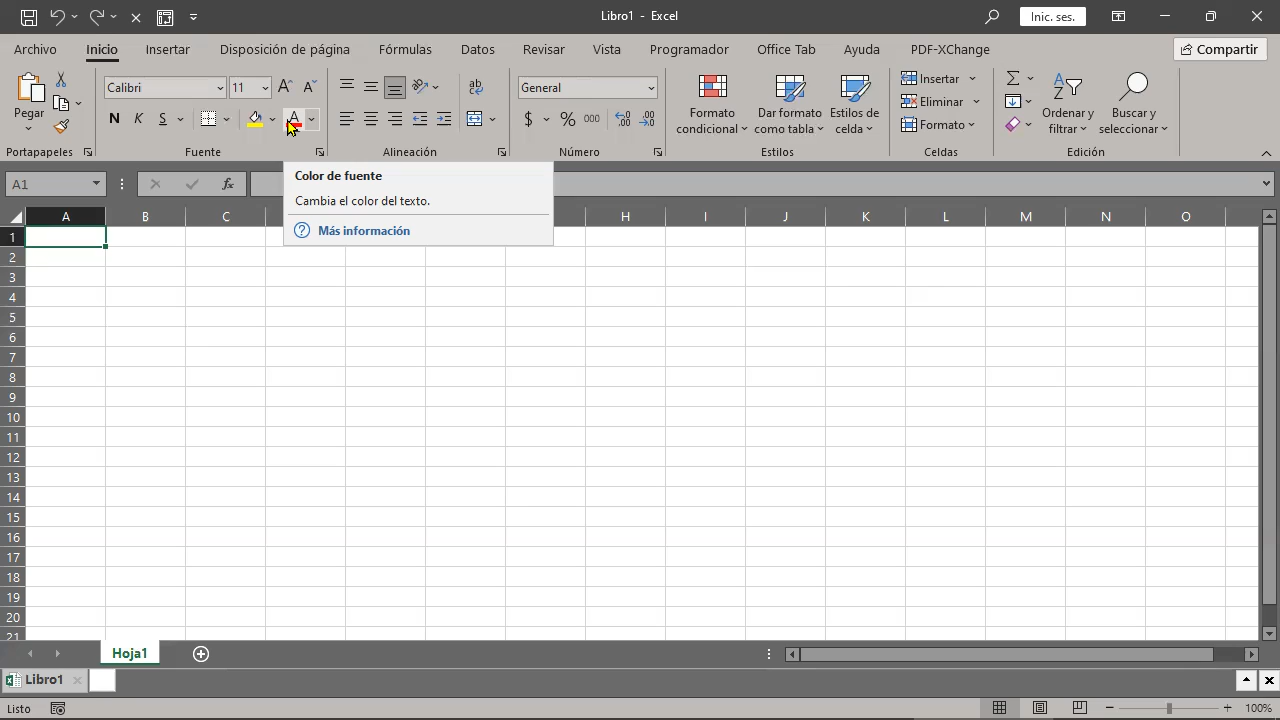 Libro1 - Excel
Inic. ses.
Archivo Inicio Insertar Disposición de página Fórmulas Datos Revisar Vista Programador Office Tab Ayuda PDF-XChange Compartir
Pegar
Portapapeles
Calibri 11
N K S A
Fuente
ab
Alineación
General
$ % 000
Número
Formato condicional
Dar formato como tabla
Estilos de celda
Estilos
Insertar
Eliminar
Formato
Celdas
Ordenar y filtrar
Buscar y seleccionar
Edición
A1 fx
Color de fuente
Cambia el color del texto.
Más información
A B C H I J K L M N O
1
2
3
4
5
6
7
8
9
10
11
12
13
14
15
16
17
18
19
20
21
Hoja1
Libro1
Listo 100%